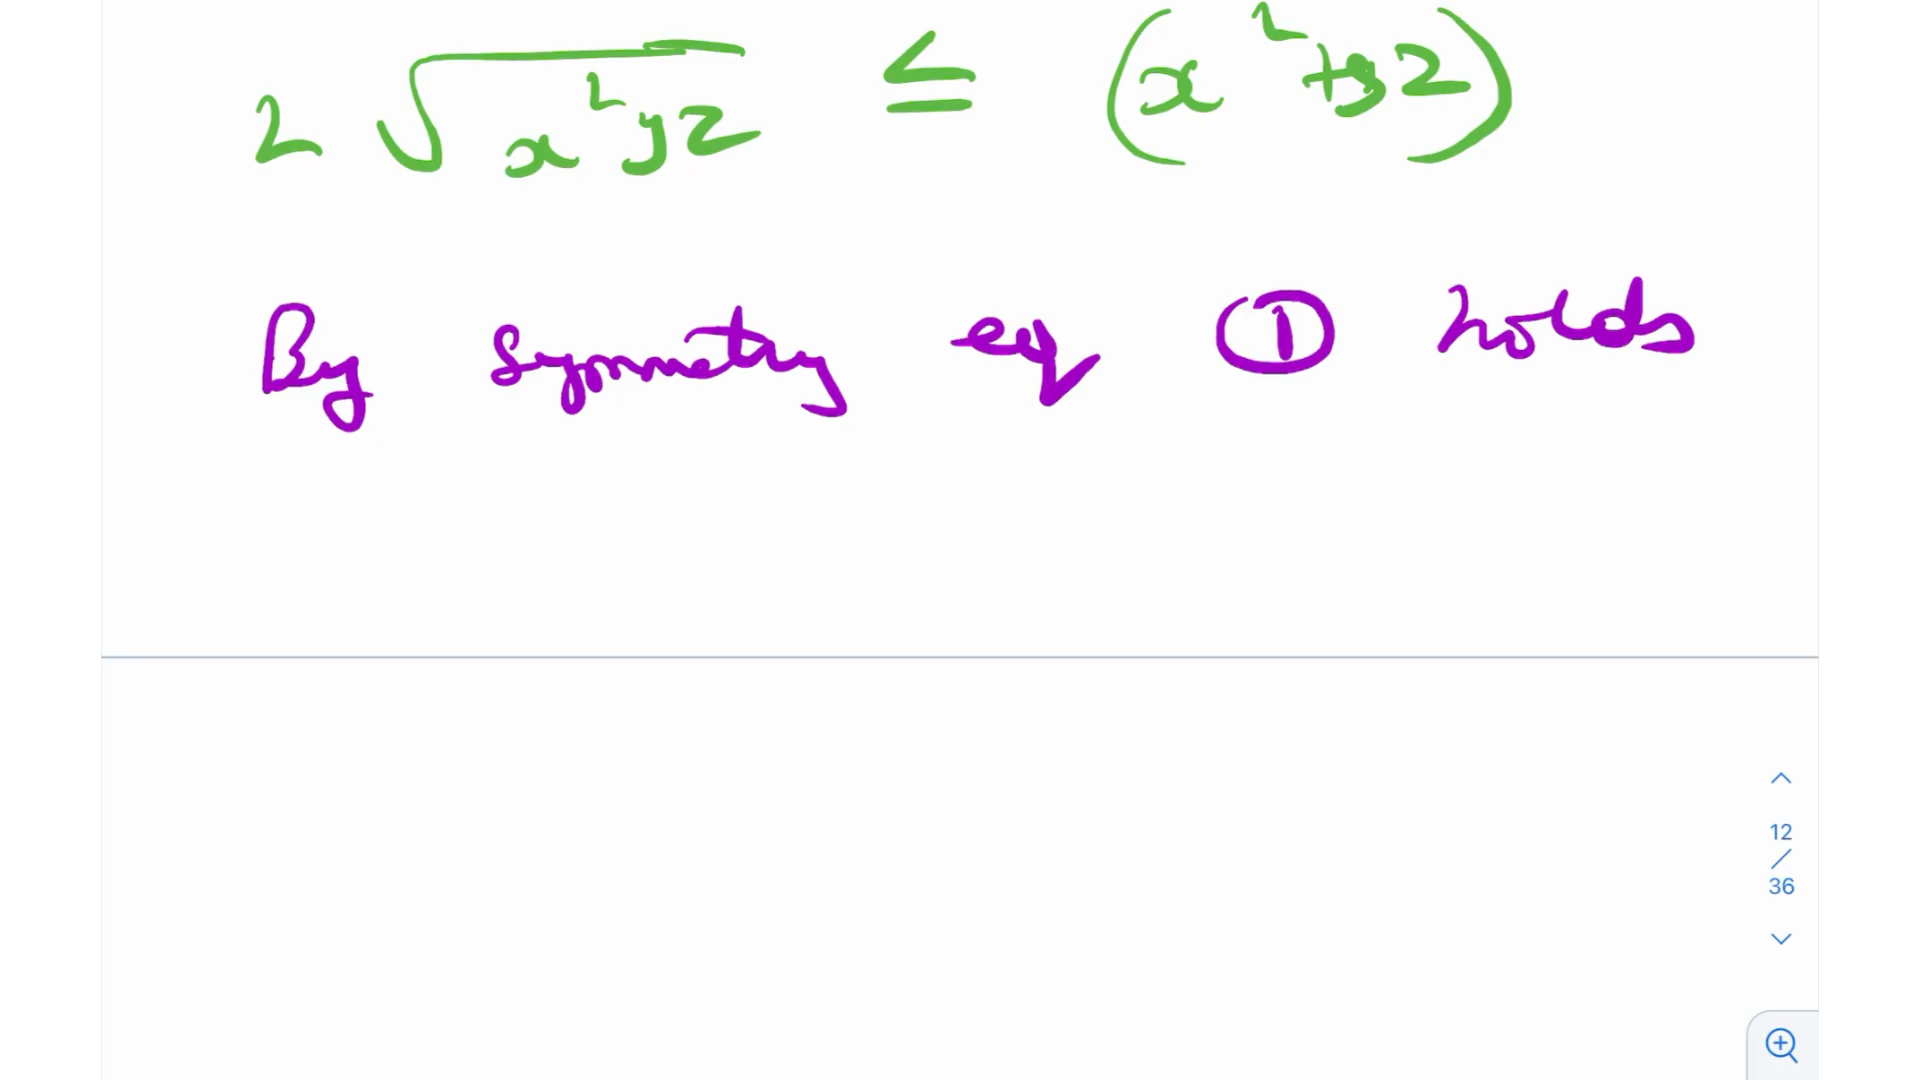 2 √x²yz ≤ (x²+yz)
By symmetry eq ① holds
12
/
36